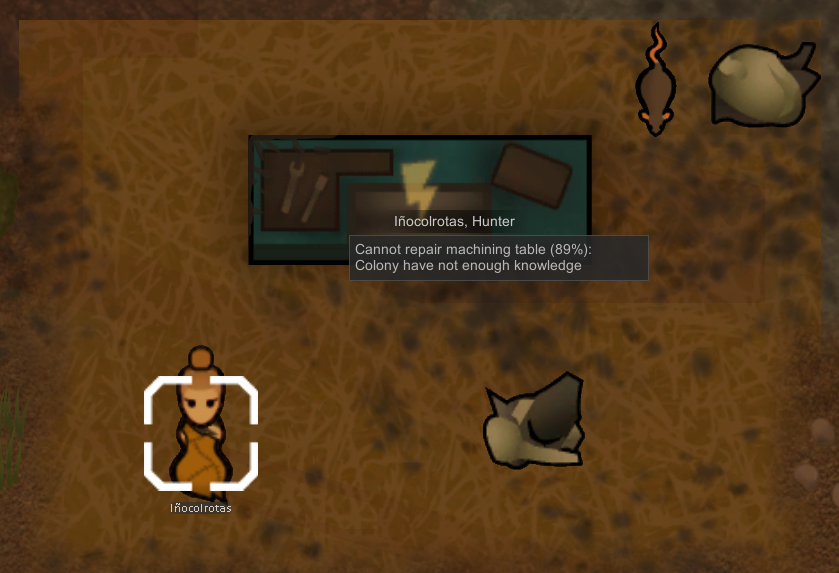 Iñocolrotas, Hunter
Cannot repair machining table (89%):
Colony have not enough knowledge
Iñocolrotas